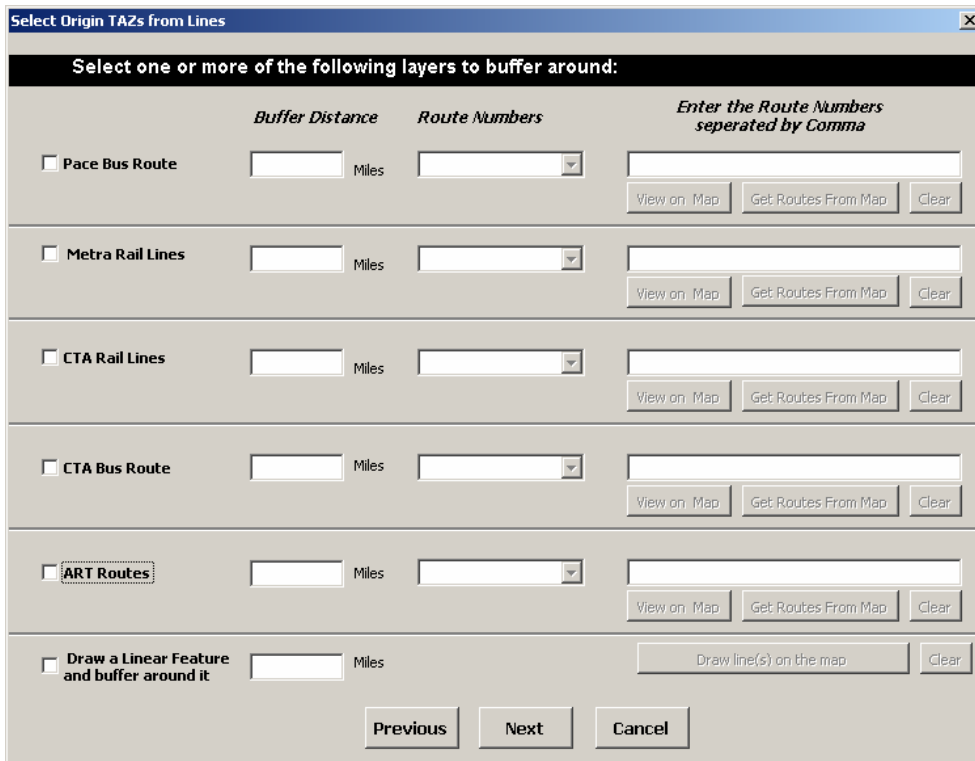 Select Origin TAZs from Lines
Select one or more of the following layers to buffer around:
Buffer Distance
Route Numbers
Enter the Route Numbers
seperated by Comma
Pace Bus Route
Miles
View on Map
Get Routes From Map
Clear
Metra Rail Lines
Miles
View on Map
Get Routes From Map
Clear
CTA Rail Lines
Miles
View on Map
Get Routes From Map
Clear
CTA Bus Route
Miles
View on Map
Get Routes From Map
Clear
ART Routes
Miles
View on Map
Get Routes From Map
Clear
Draw a Linear Feature
and buffer around it
Miles
Draw line(s) on the map
Clear
Previous
Next
Cancel